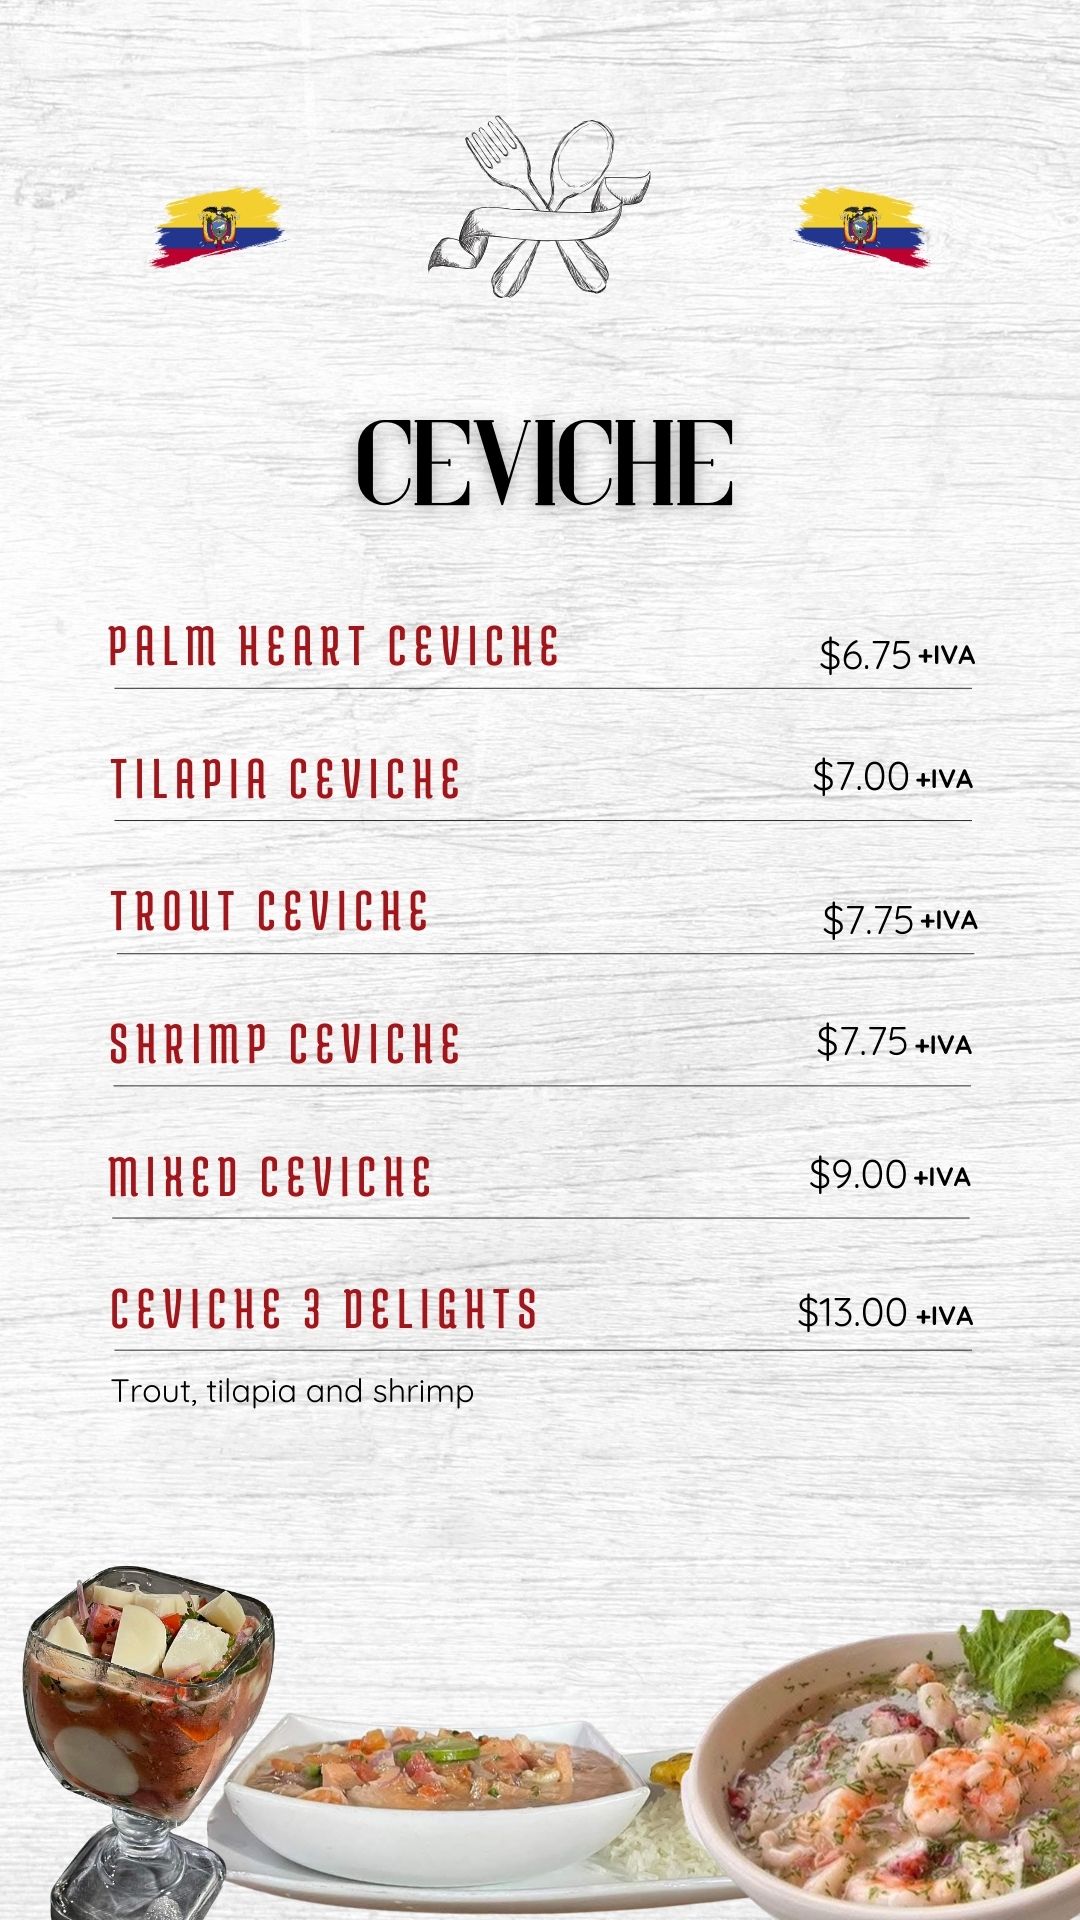 CEVICHE
PALM HEART CEVICHE $6.75 +IVA
TILAPIA CEVICHE $7.00 +IVA
TROUT CEVICHE $7.75 +IVA
SHRIMP CEVICHE $7.75 +IVA
MIXED CEVICHE $9.00 +IVA
CEVICHE 3 DELIGHTS $13.00 +IVA
Trout, tilapia and shrimp